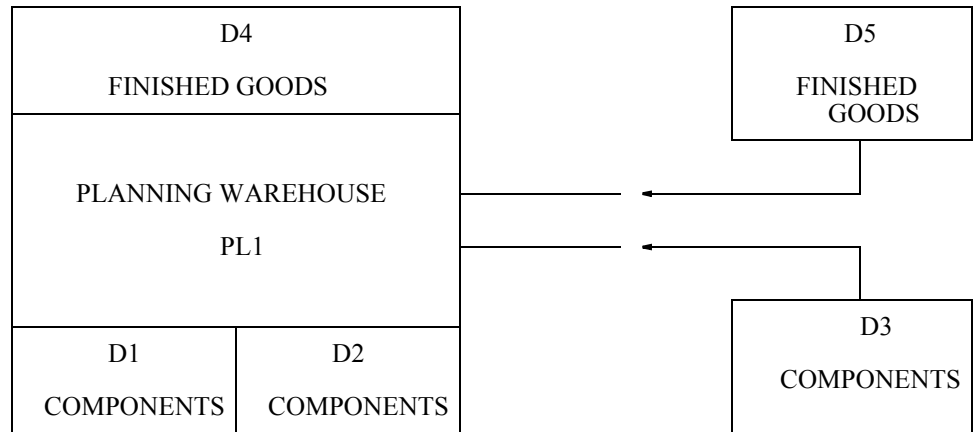 D4
FINISHED GOODS
D5
FINISHED
GOODS
PLANNING WAREHOUSE
PL1
D1
COMPONENTS
D2
COMPONENTS
D3
COMPONENTS